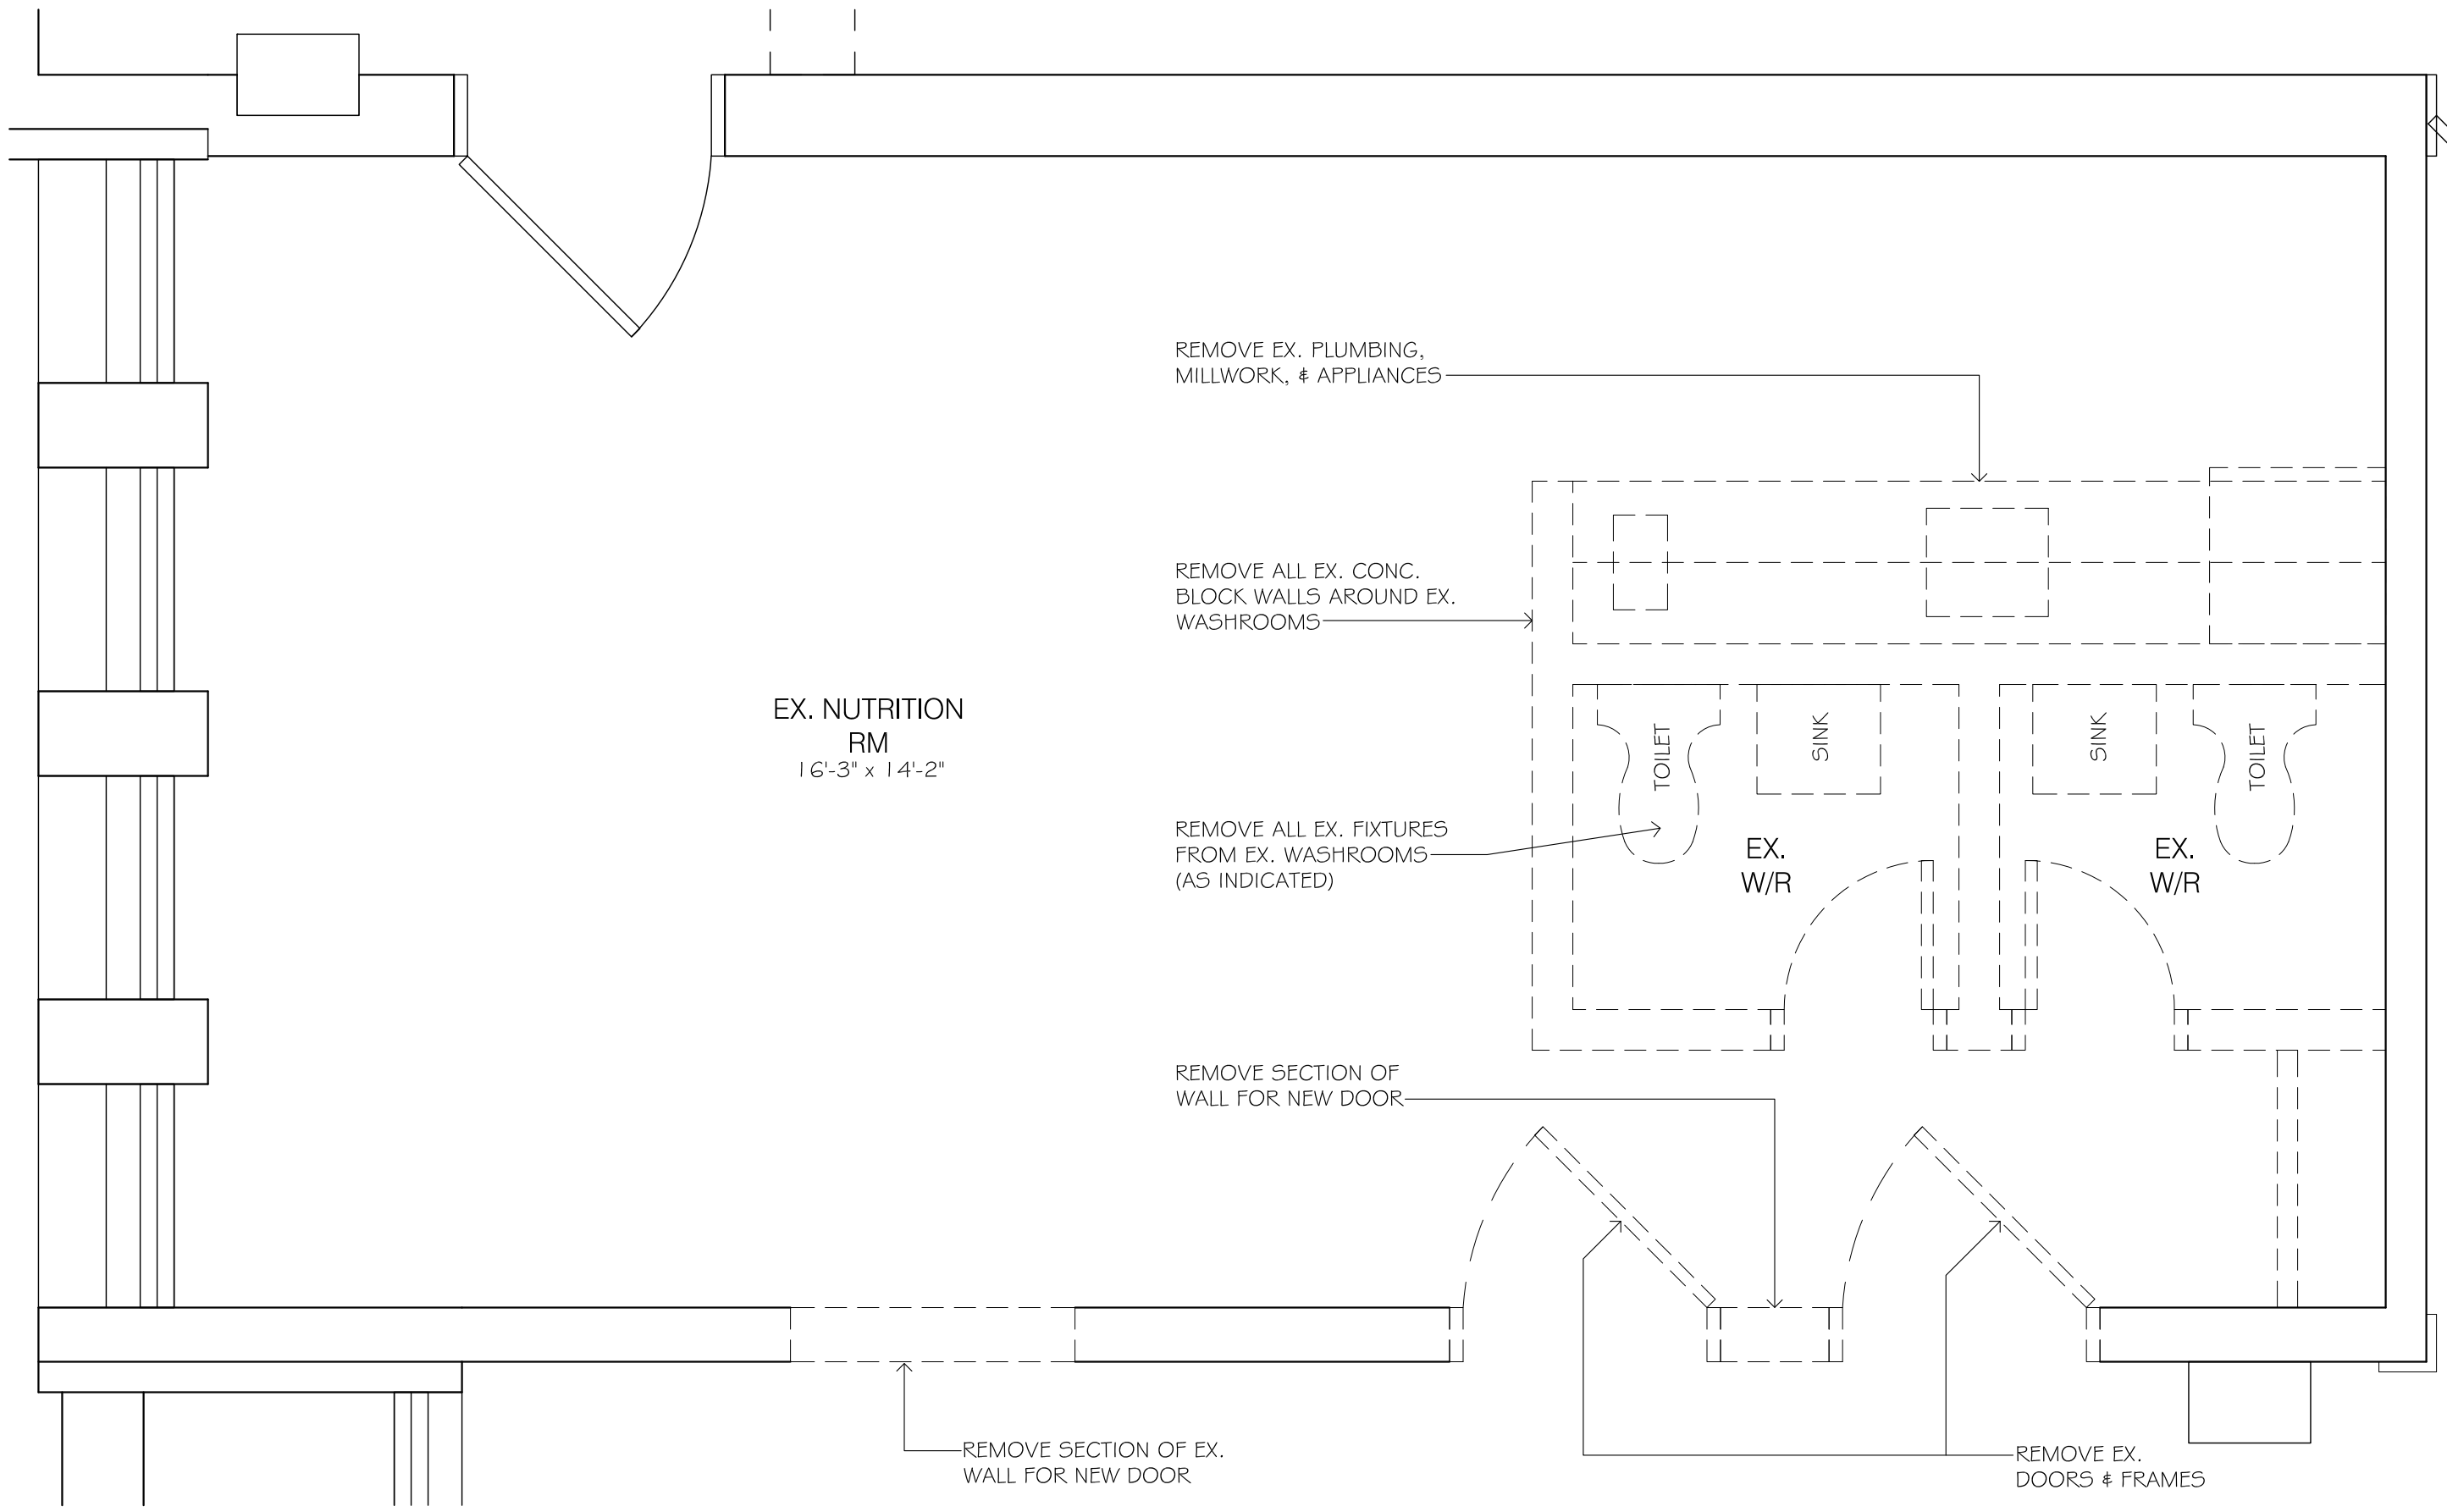 REMOVE EX. PLUMBING,
MILLWORK, & APPLIANCES
REMOVE ALL EX. CONC.
BLOCK WALLS AROUND EX.
WASHROOMS
EX. NUTRITION
RM
16'-3" x 14'-2"
TOILET
SINK
SINK
TOILET
REMOVE ALL EX. FIXTURES
FROM EX. WASHROOMS
(AS INDICATED)
EX.
W/R
EX.
W/R
REMOVE SECTION OF
WALL FOR NEW DOOR
REMOVE SECTION OF EX.
WALL FOR NEW DOOR
REMOVE EX.
DOORS & FRAMES